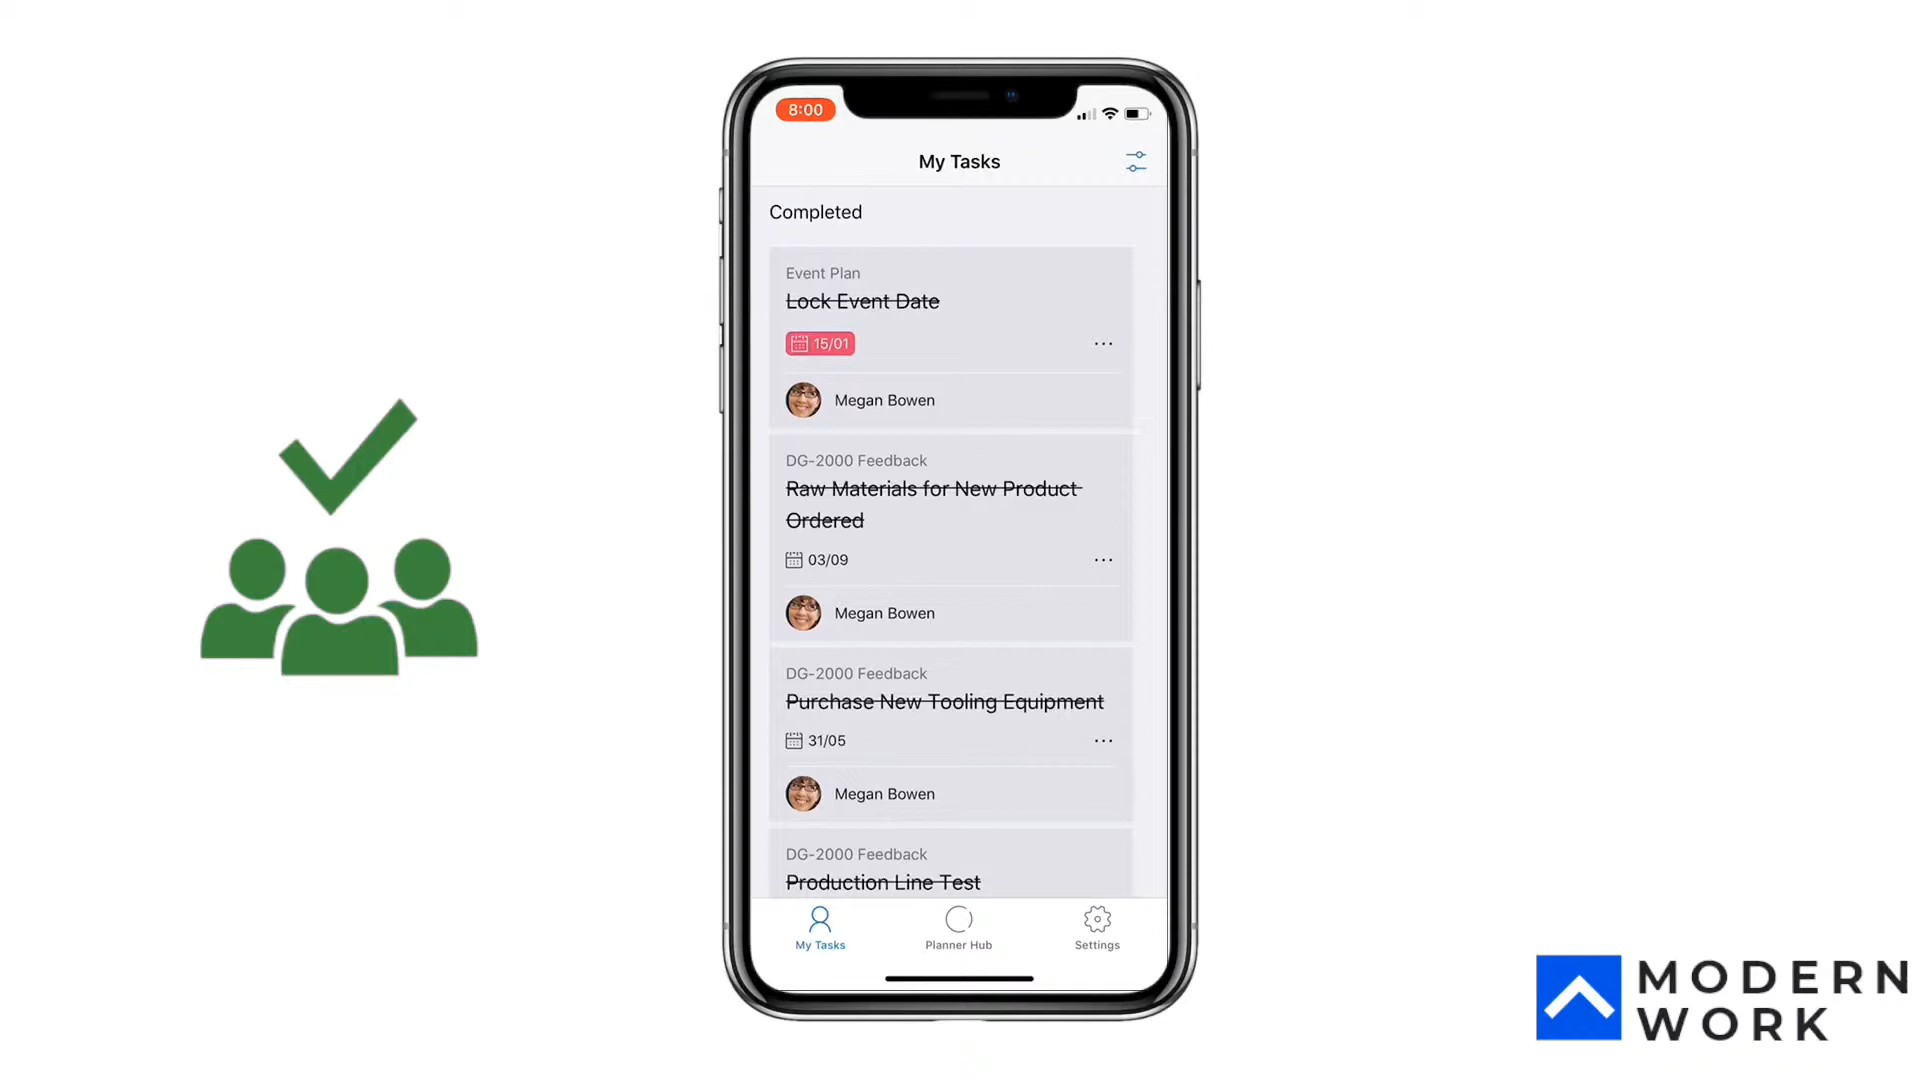 8:00
My Tasks
Completed
Event Plan
Lock Event Date
15/01
Megan Bowen
DG-2000 Feedback
Raw Materials for New Product
Ordered
03/09
Megan Bowen
DG-2000 Feedback
Purchase New Tooling Equipment
31/05
Megan Bowen
DG-2000 Feedback
Production Line Test
My Tasks
Planner Hub
Settings
MODERN
WORK